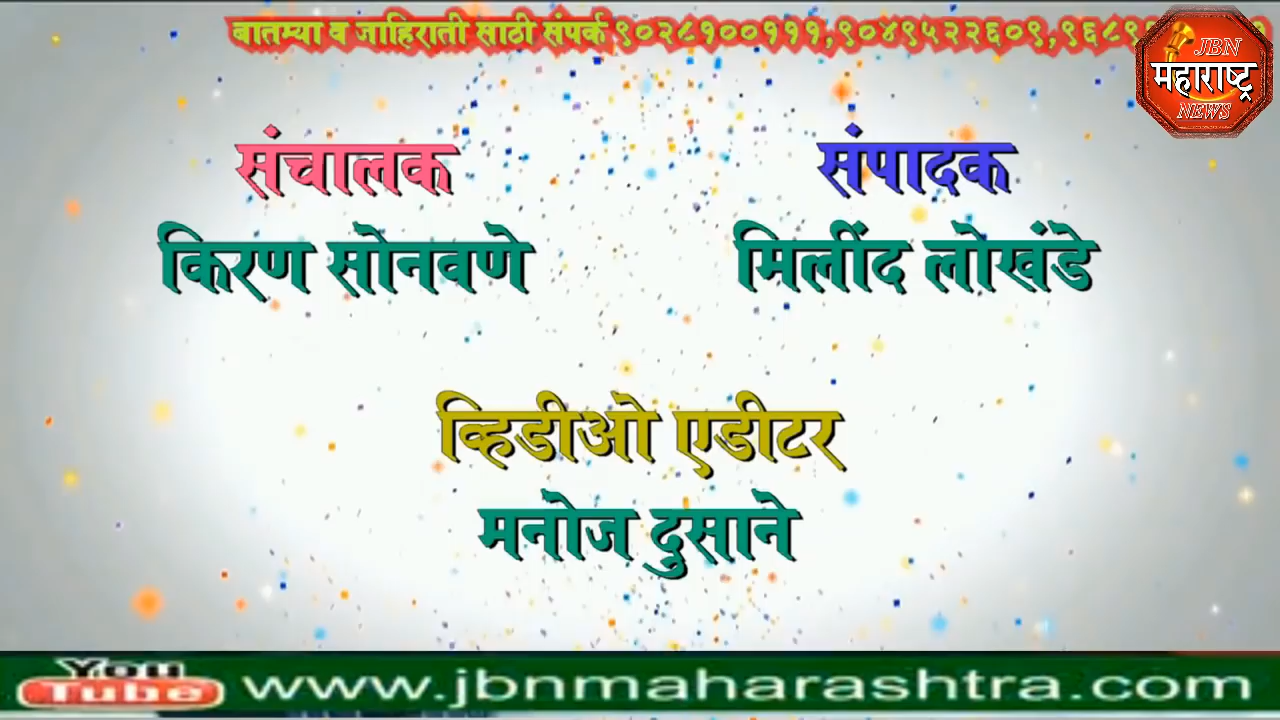 बातम्या व जाहिराती साठी संपर्क ९०२८१००१११,९०४९५२२६०९,९६८९
JBN
महाराष्ट्र
NEWS
संचालक
संपादक
किरण सोनवणे
मिलींद लोखंडे
व्हिडीओ एडीटर
मनोज दुसाने
You
Tube
www.jbnmaharashtra.com